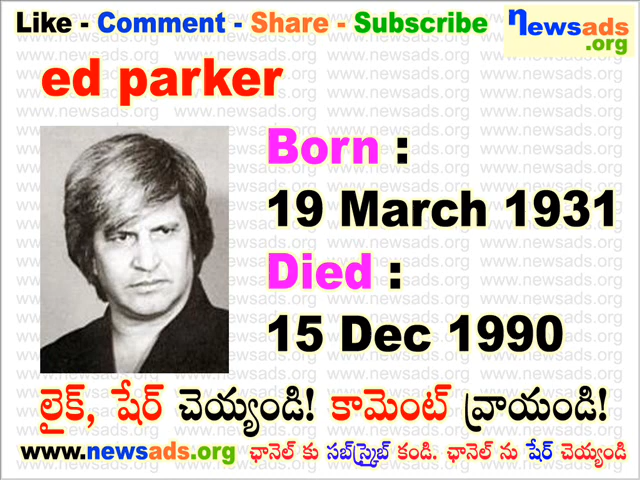 Like - Comment - Share - Subscribe
newsads
.org
ed parker
Born :
19 March 1931
Died :
15 Dec 1990
లైక్, షేర్ చెయ్యండి! కామెంట్ వ్రాయండి!
www.newsads.org ఛానెల్ కు సబ్‌స్క్రైబ్ కండి. ఛానెల్ ను షేర్ చెయ్యండి